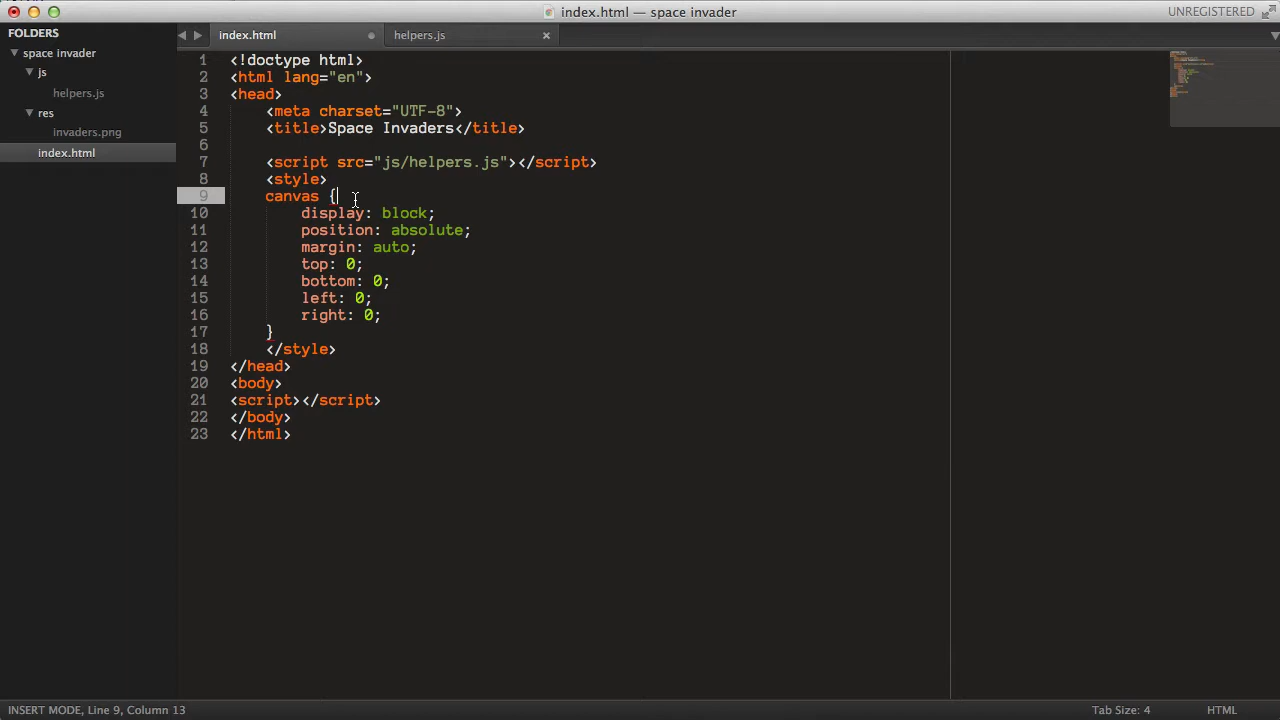 index.html — space invader
UNREGISTERED
FOLDERS
space invader
js
helpers.js
res
invaders.png
index.html
index.html
helpers.js
1 <!doctype html>
2 <html lang="en">
3 <head>
4 <meta charset="UTF-8">
5 <title>Space Invaders</title>
6
7 <script src="js/helpers.js"></script>
8 <style>
9 canvas {
10 display: block;
11 position: absolute;
12 margin: auto;
13 top: 0;
14 bottom: 0;
15 left: 0;
16 right: 0;
17 }
18 </style>
19 </head>
20 <body>
21 <script></script>
22 </body>
23 </html>
INSERT MODE, Line 9, Column 13
Tab Size: 4
HTML